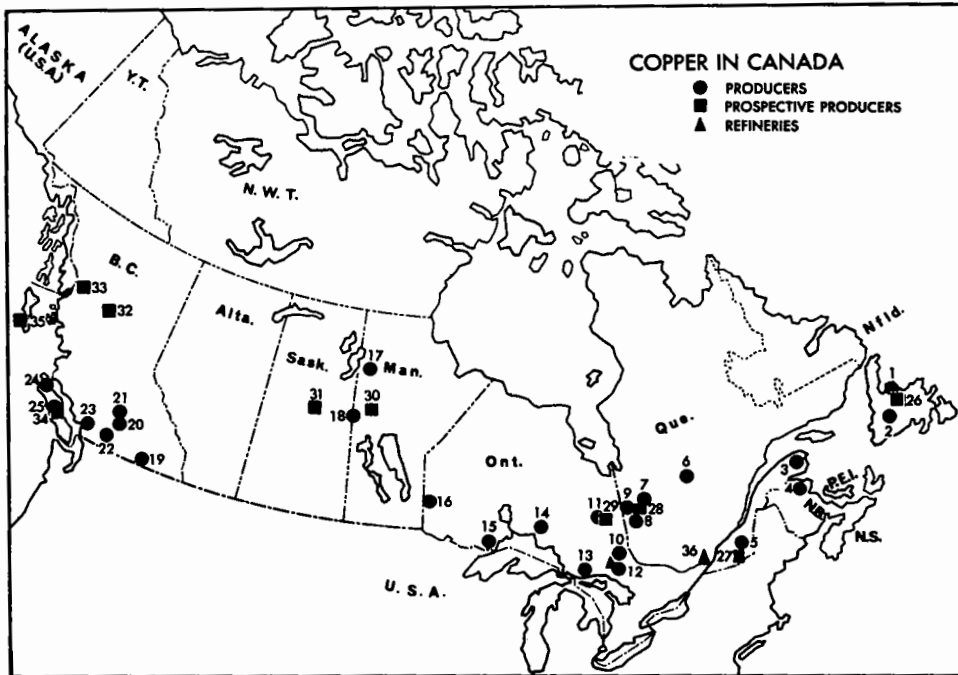 ALASKA
(U.S.A.)
Y.T.
COPPER IN CANADA
PRODUCERS
PROSPECTIVE PRODUCERS
REFINERIES
N.W.T.
B.C.
33
32
35
Alta.
Sask.
Man.
17
31
30
18
24
25
34
23
21
20
22
19
Ont.
16
15
14
11
29
9
7
28
8
6
Que.
10
12
13
36
27
5
3
4
P.E.I.
N.B.
N.S.
Nfld.
1
26
2
U.S.A.